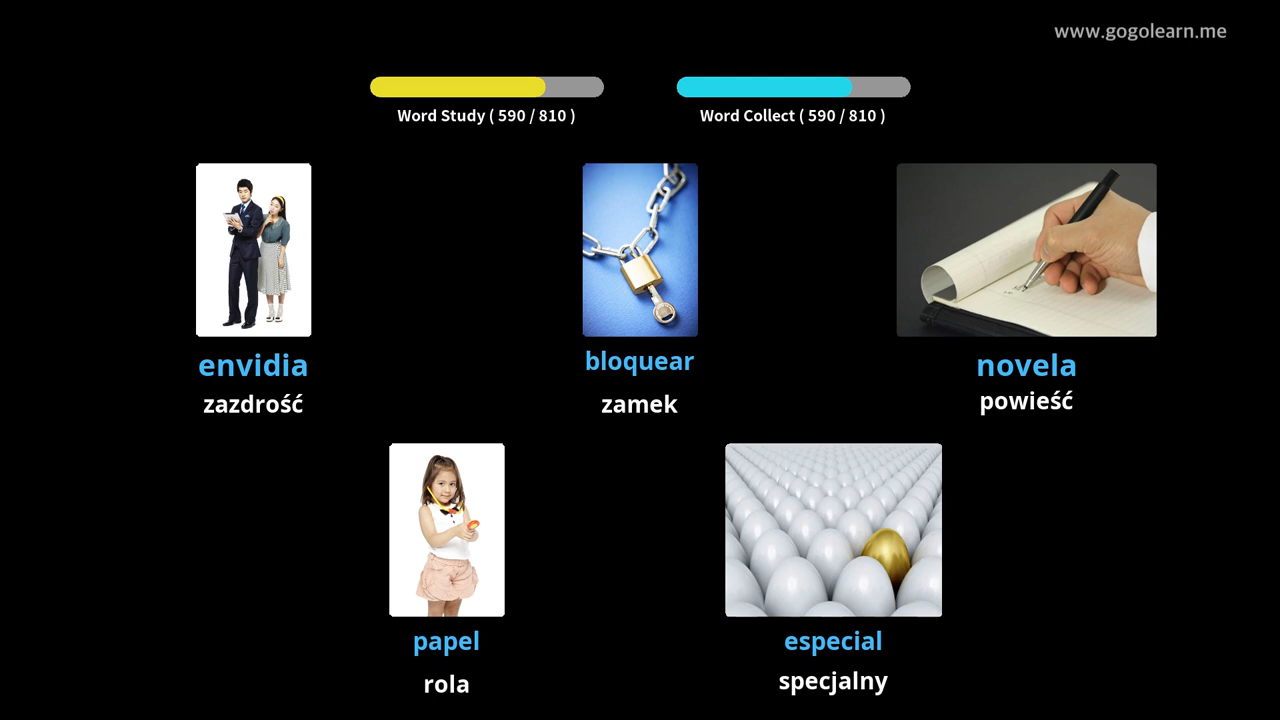 www.gogolearn.me
Word Study ( 590 / 810 )
Word Collect ( 590 / 810 )
envidia
zazdrość
bloquear
zamek
novela
powieść
papel
rola
especial
specjalny